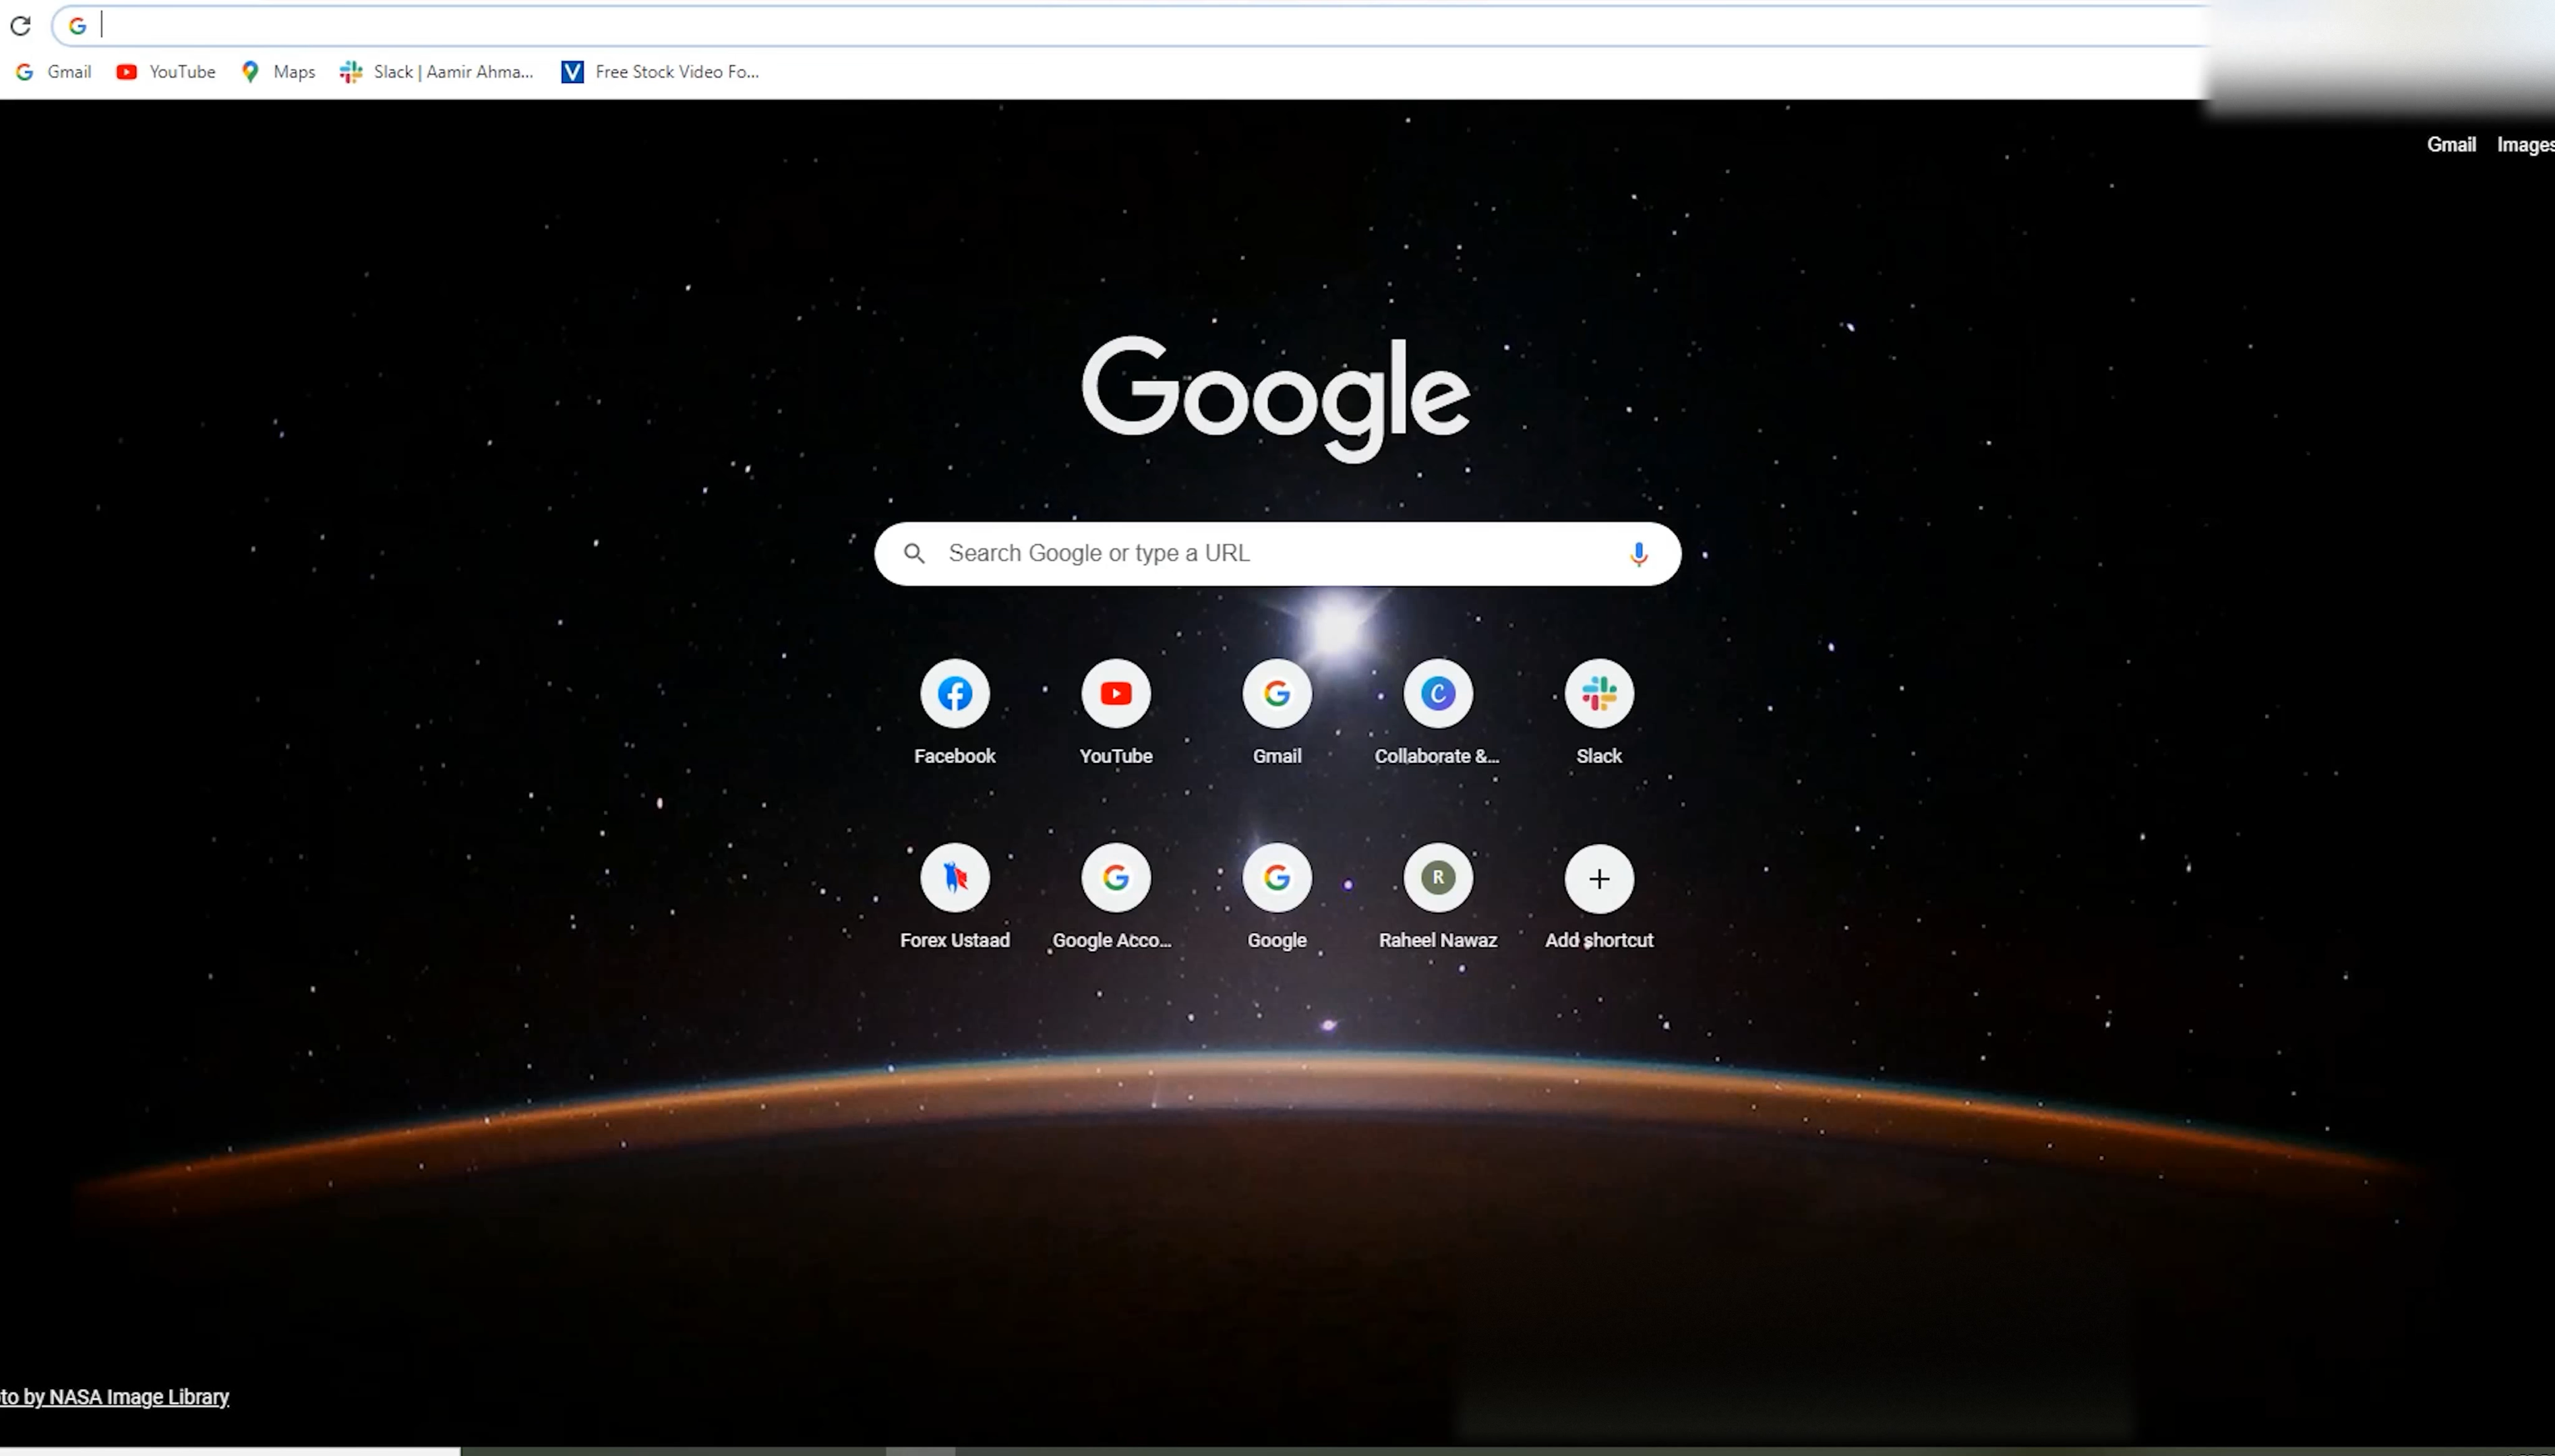 Gmail YouTube Maps Slack | Aamir Ahma... Free Stock Video Fo...
Gmail Images
Google
Search Google or type a URL
Facebook YouTube Gmail Collaborate &... Slack
Forex Ustaad Google Acco... Google Raheel Nawaz Add shortcut
to by NASA Image Library